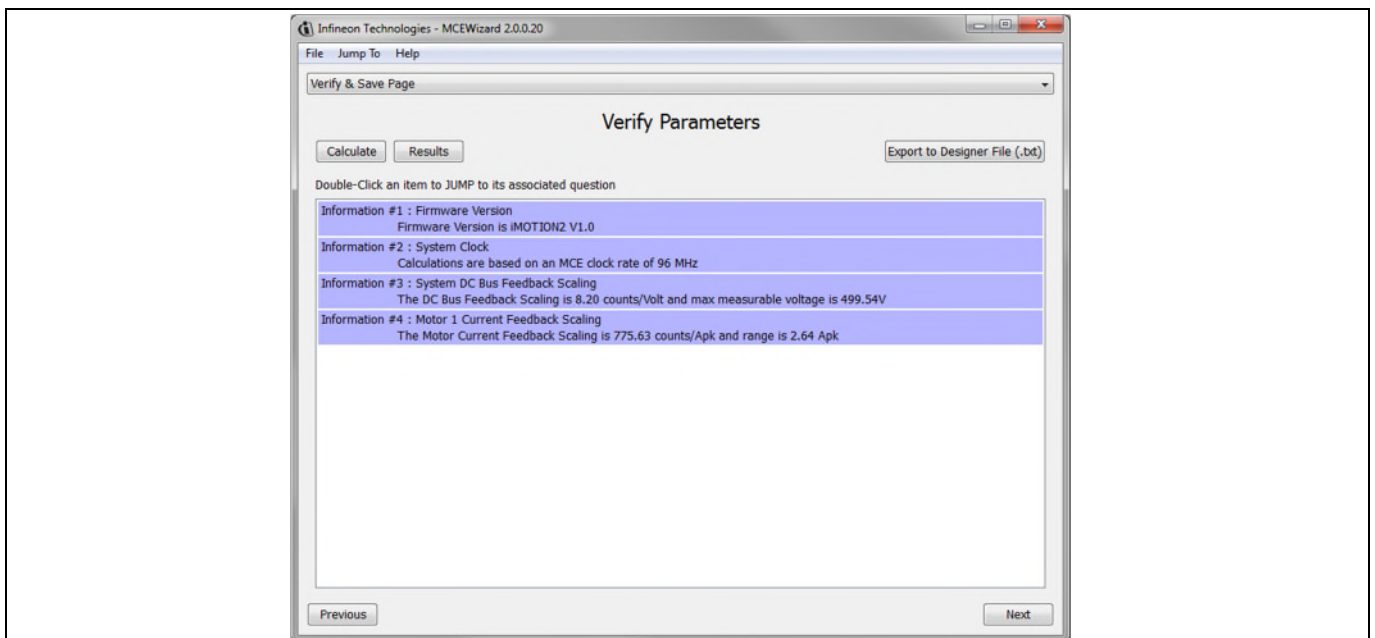 Infineon Technologies - MCEWizard 2.0.0.20
File Jump To Help
Verify & Save Page
Verify Parameters
Calculate Results Export to Designer File (.txt)
Double-Click an item to JUMP to its associated question
Information #1 : Firmware Version
Firmware Version is iMOTION2 V1.0
Information #2 : System Clock
Calculations are based on an MCE clock rate of 96 MHz
Information #3 : System DC Bus Feedback Scaling
The DC Bus Feedback Scaling is 8.20 counts/Volt and max measurable voltage is 499.54V
Information #4 : Motor 1 Current Feedback Scaling
The Motor Current Feedback Scaling is 775.63 counts/Apk and range is 2.64 Apk
Previous Next